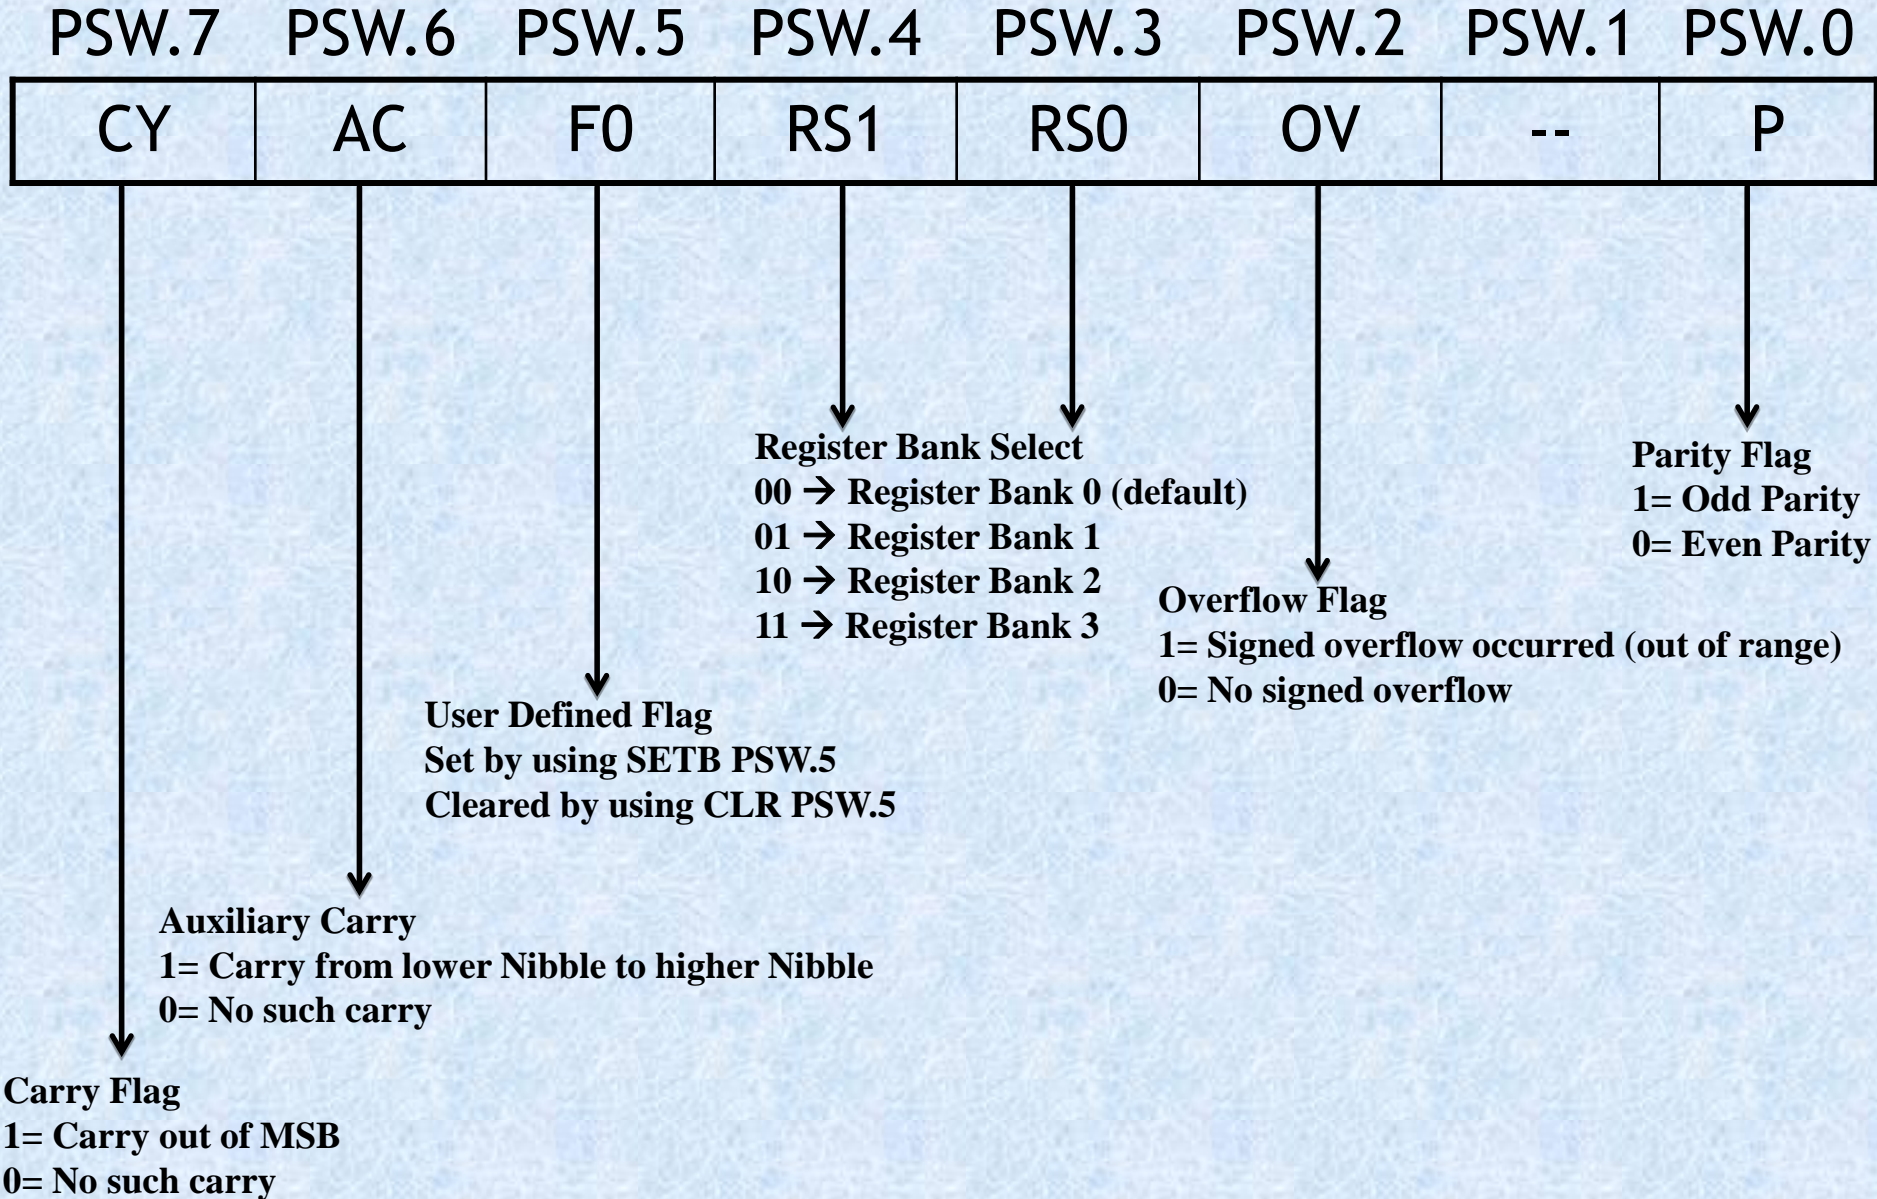 PSW.7 PSW.6 PSW.5 PSW.4 PSW.3 PSW.2 PSW.1 PSW.0
CY AC F0 RS1 RS0 OV -- P
Register Bank Select
00 → Register Bank 0 (default)
01 → Register Bank 1
10 → Register Bank 2
11 → Register Bank 3
Parity Flag
1= Odd Parity
0= Even Parity
Overflow Flag
1= Signed overflow occurred (out of range)
0= No signed overflow
User Defined Flag
Set by using SETB PSW.5
Cleared by using CLR PSW.5
Auxiliary Carry
1= Carry from lower Nibble to higher Nibble
0= No such carry
Carry Flag
1= Carry out of MSB
0= No such carry